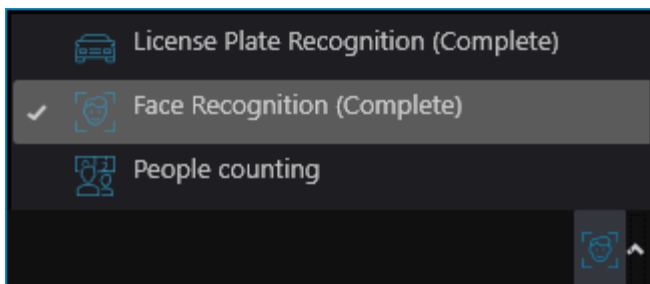 License Plate Recognition (Complete)
Face Recognition (Complete)
People counting